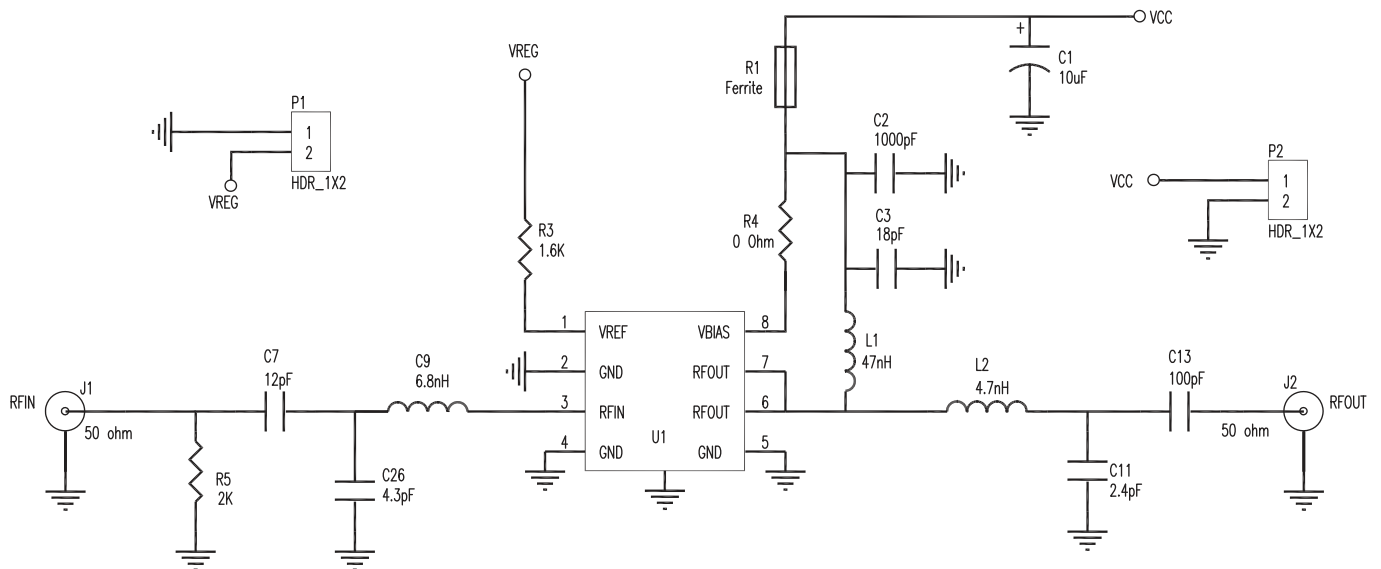 VCC
+
C1
10uF
R1
Ferrite
VREG
P1
1
2
HDR_1X2
VREG
C2
1000pF
C3
18pF
P2
VCC
1
2
HDR_1X2
R3
1.6K
R4
0 Ohm
1
VREF
VBIAS
8
2
GND
RFOUT
7
3
RFIN
RFOUT
6
4
GND
U1
GND
5
L1
47nH
C7
12pF
C9
6.8nH
L2
4.7nH
C13
100pF
RFIN
J1
50 ohm
R5
2K
C26
4.3pF
C11
2.4pF
J2
RFOUT
50 ohm